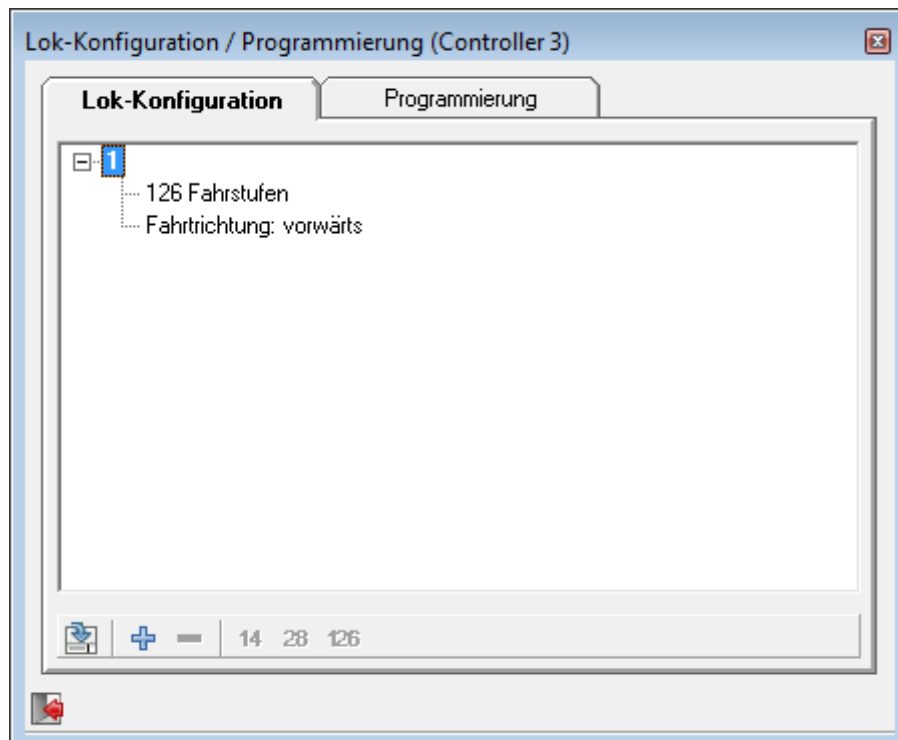 Lok-Konfiguration / Programmierung (Controller 3)
Lok-Konfiguration Programmierung
1
126 Fahrstufen
Fahrtrichtung: vorwärts
14 28 126